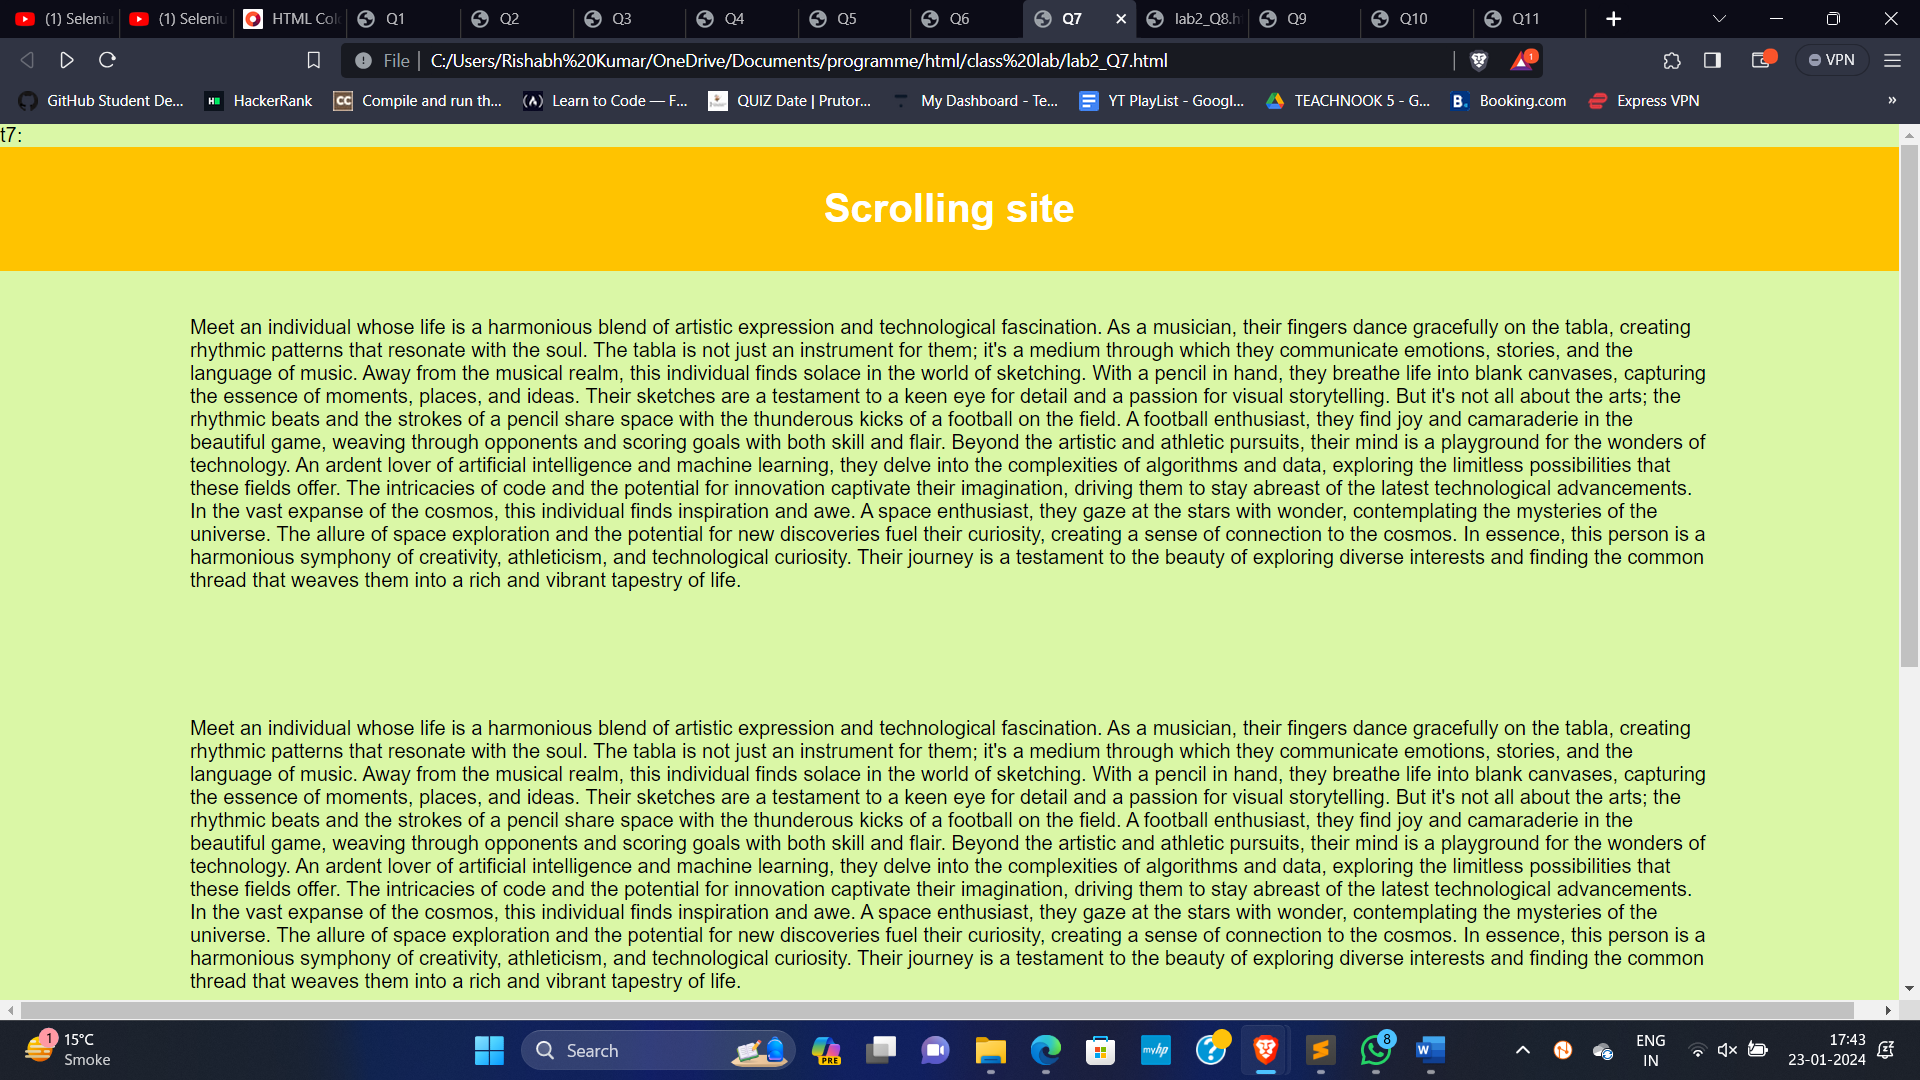 (1) Seleniu
(1) Seleniu
HTML Col
Q1
Q2
Q3
Q4
Q5
Q6
Q7
lab2_Q8.h
Q9
Q10
Q11
File
C:/Users/Rishabh%20Kumar/OneDrive/Documents/programme/html/class%20lab/lab2_Q7.html
1
VPN
GitHub Student De...
HackerRank
Compile and run th...
Learn to Code — F...
QUIZ Date | Prutor...
My Dashboard - Te...
YT PlayList - Googl...
TEACHNOOK 5 - G...
Booking.com
Express VPN
t7:
Scrolling site
Meet an individual whose life is a harmonious blend of artistic expression and technological fascination. As a musician, their fingers dance gracefully on the tabla, creating
rhythmic patterns that resonate with the soul. The tabla is not just an instrument for them; it's a medium through which they communicate emotions, stories, and the
language of music. Away from the musical realm, this individual finds solace in the world of sketching. With a pencil in hand, they breathe life into blank canvases, capturing
the essence of moments, places, and ideas. Their sketches are a testament to a keen eye for detail and a passion for visual storytelling. But it's not all about the arts; the
rhythmic beats and the strokes of a pencil share space with the thunderous kicks of a football on the field. A football enthusiast, they find joy and camaraderie in the
beautiful game, weaving through opponents and scoring goals with both skill and flair. Beyond the artistic and athletic pursuits, their mind is a playground for the wonders of
technology. An ardent lover of artificial intelligence and machine learning, they delve into the complexities of algorithms and data, exploring the limitless possibilities that
these fields offer. The intricacies of code and the potential for innovation captivate their imagination, driving them to stay abreast of the latest technological advancements.
In the vast expanse of the cosmos, this individual finds inspiration and awe. A space enthusiast, they gaze at the stars with wonder, contemplating the mysteries of the
universe. The allure of space exploration and the potential for new discoveries fuel their curiosity, creating a sense of connection to the cosmos. In essence, this person is a
harmonious symphony of creativity, athleticism, and technological curiosity. Their journey is a testament to the beauty of exploring diverse interests and finding the common
thread that weaves them into a rich and vibrant tapestry of life.
Meet an individual whose life is a harmonious blend of artistic expression and technological fascination. As a musician, their fingers dance gracefully on the tabla, creating
rhythmic patterns that resonate with the soul. The tabla is not just an instrument for them; it's a medium through which they communicate emotions, stories, and the
language of music. Away from the musical realm, this individual finds solace in the world of sketching. With a pencil in hand, they breathe life into blank canvases, capturing
the essence of moments, places, and ideas. Their sketches are a testament to a keen eye for detail and a passion for visual storytelling. But it's not all about the arts; the
rhythmic beats and the strokes of a pencil share space with the thunderous kicks of a football on the field. A football enthusiast, they find joy and camaraderie in the
beautiful game, weaving through opponents and scoring goals with both skill and flair. Beyond the artistic and athletic pursuits, their mind is a playground for the wonders of
technology. An ardent lover of artificial intelligence and machine learning, they delve into the complexities of algorithms and data, exploring the limitless possibilities that
these fields offer. The intricacies of code and the potential for innovation captivate their imagination, driving them to stay abreast of the latest technological advancements.
In the vast expanse of the cosmos, this individual finds inspiration and awe. A space enthusiast, they gaze at the stars with wonder, contemplating the mysteries of the
universe. The allure of space exploration and the potential for new discoveries fuel their curiosity, creating a sense of connection to the cosmos. In essence, this person is a
harmonious symphony of creativity, athleticism, and technological curiosity. Their journey is a testament to the beauty of exploring diverse interests and finding the common
thread that weaves them into a rich and vibrant tapestry of life.
1
15°C
Smoke
Search
PRE
myhp
8
ENG
IN
17:43
23-01-2024